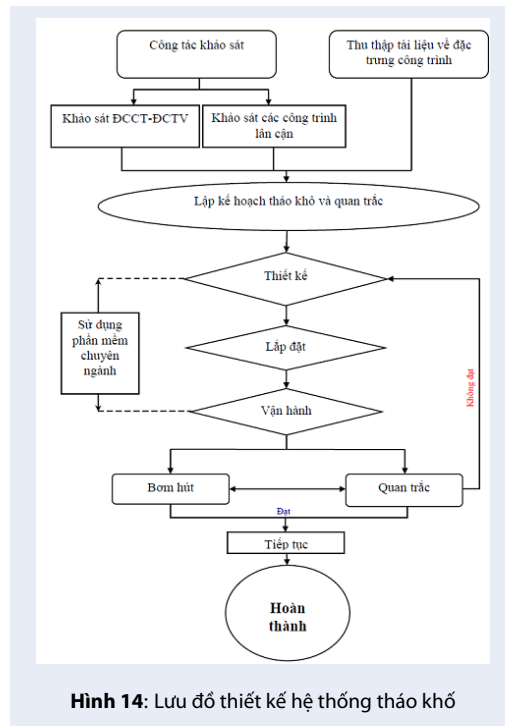 Công tác khảo sát
Thu thập tài liệu về đặc
trưng công trình
Khảo sát ĐCCT-ĐCTV
Khảo sát các công trình
lân cận
Lập kế hoạch tháo khô và quan trắc
Thiết kế
Sử dụng
phần mềm
chuyên
ngành
Lắp đặt
Không đạt
Vận hành
Bơm hút
Quan trắc
Đạt
Tiếp tục
Hoàn
thành
Hình 14: Lưu đồ thiết kế hệ thống tháo khố